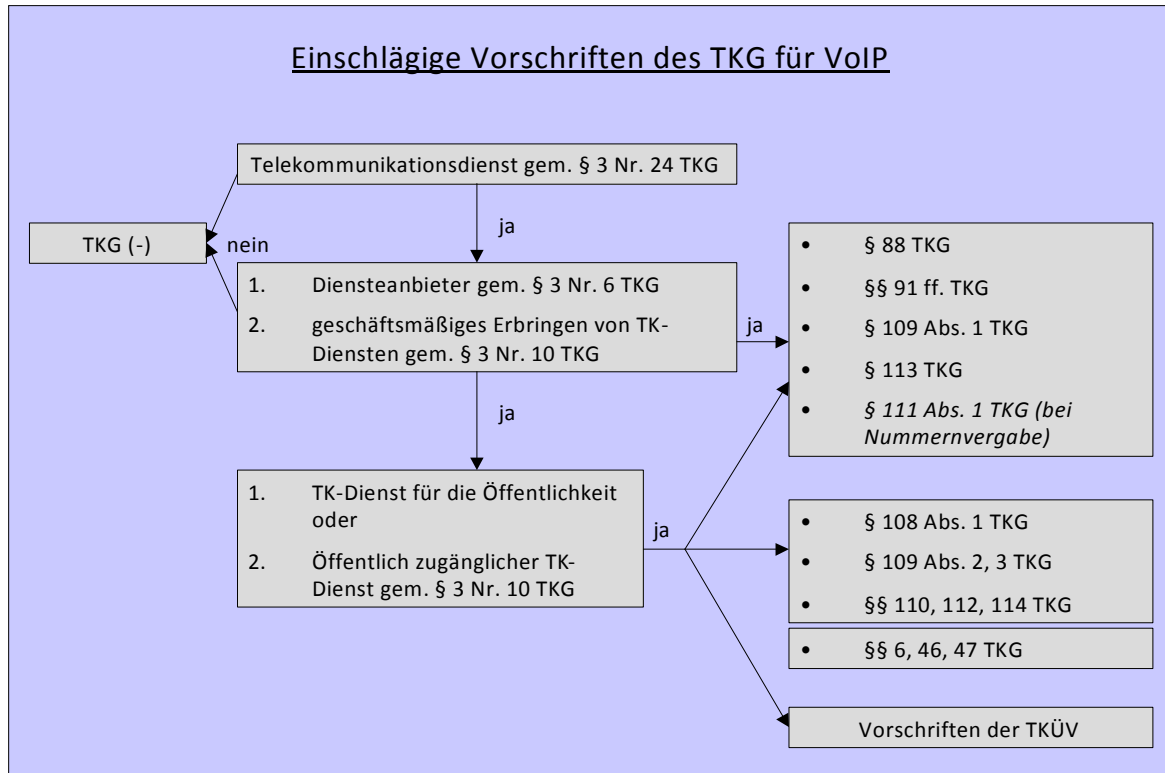 Einschlägige Vorschriften des TKG für VoIP
Telekommunikationsdienst gem. § 3 Nr. 24 TKG
ja
TKG (-)
nein
1. Diensteanbieter gem. § 3 Nr. 6 TKG
2. geschäftsmäßiges Erbringen von TK-
Diensten gem. § 3 Nr. 10 TKG
ja
• § 88 TKG
• §§ 91 ff. TKG
• § 109 Abs. 1 TKG
• § 113 TKG
• § 111 Abs. 1 TKG (bei
Nummernvergabe)
ja
1. TK-Dienst für die Öffentlichkeit
oder
2. Öffentlich zugänglicher TK-
Dienst gem. § 3 Nr. 10 TKG
ja
• § 108 Abs. 1 TKG
• § 109 Abs. 2, 3 TKG
• §§ 110, 112, 114 TKG
• §§ 6, 46, 47 TKG
Vorschriften der TKÜV